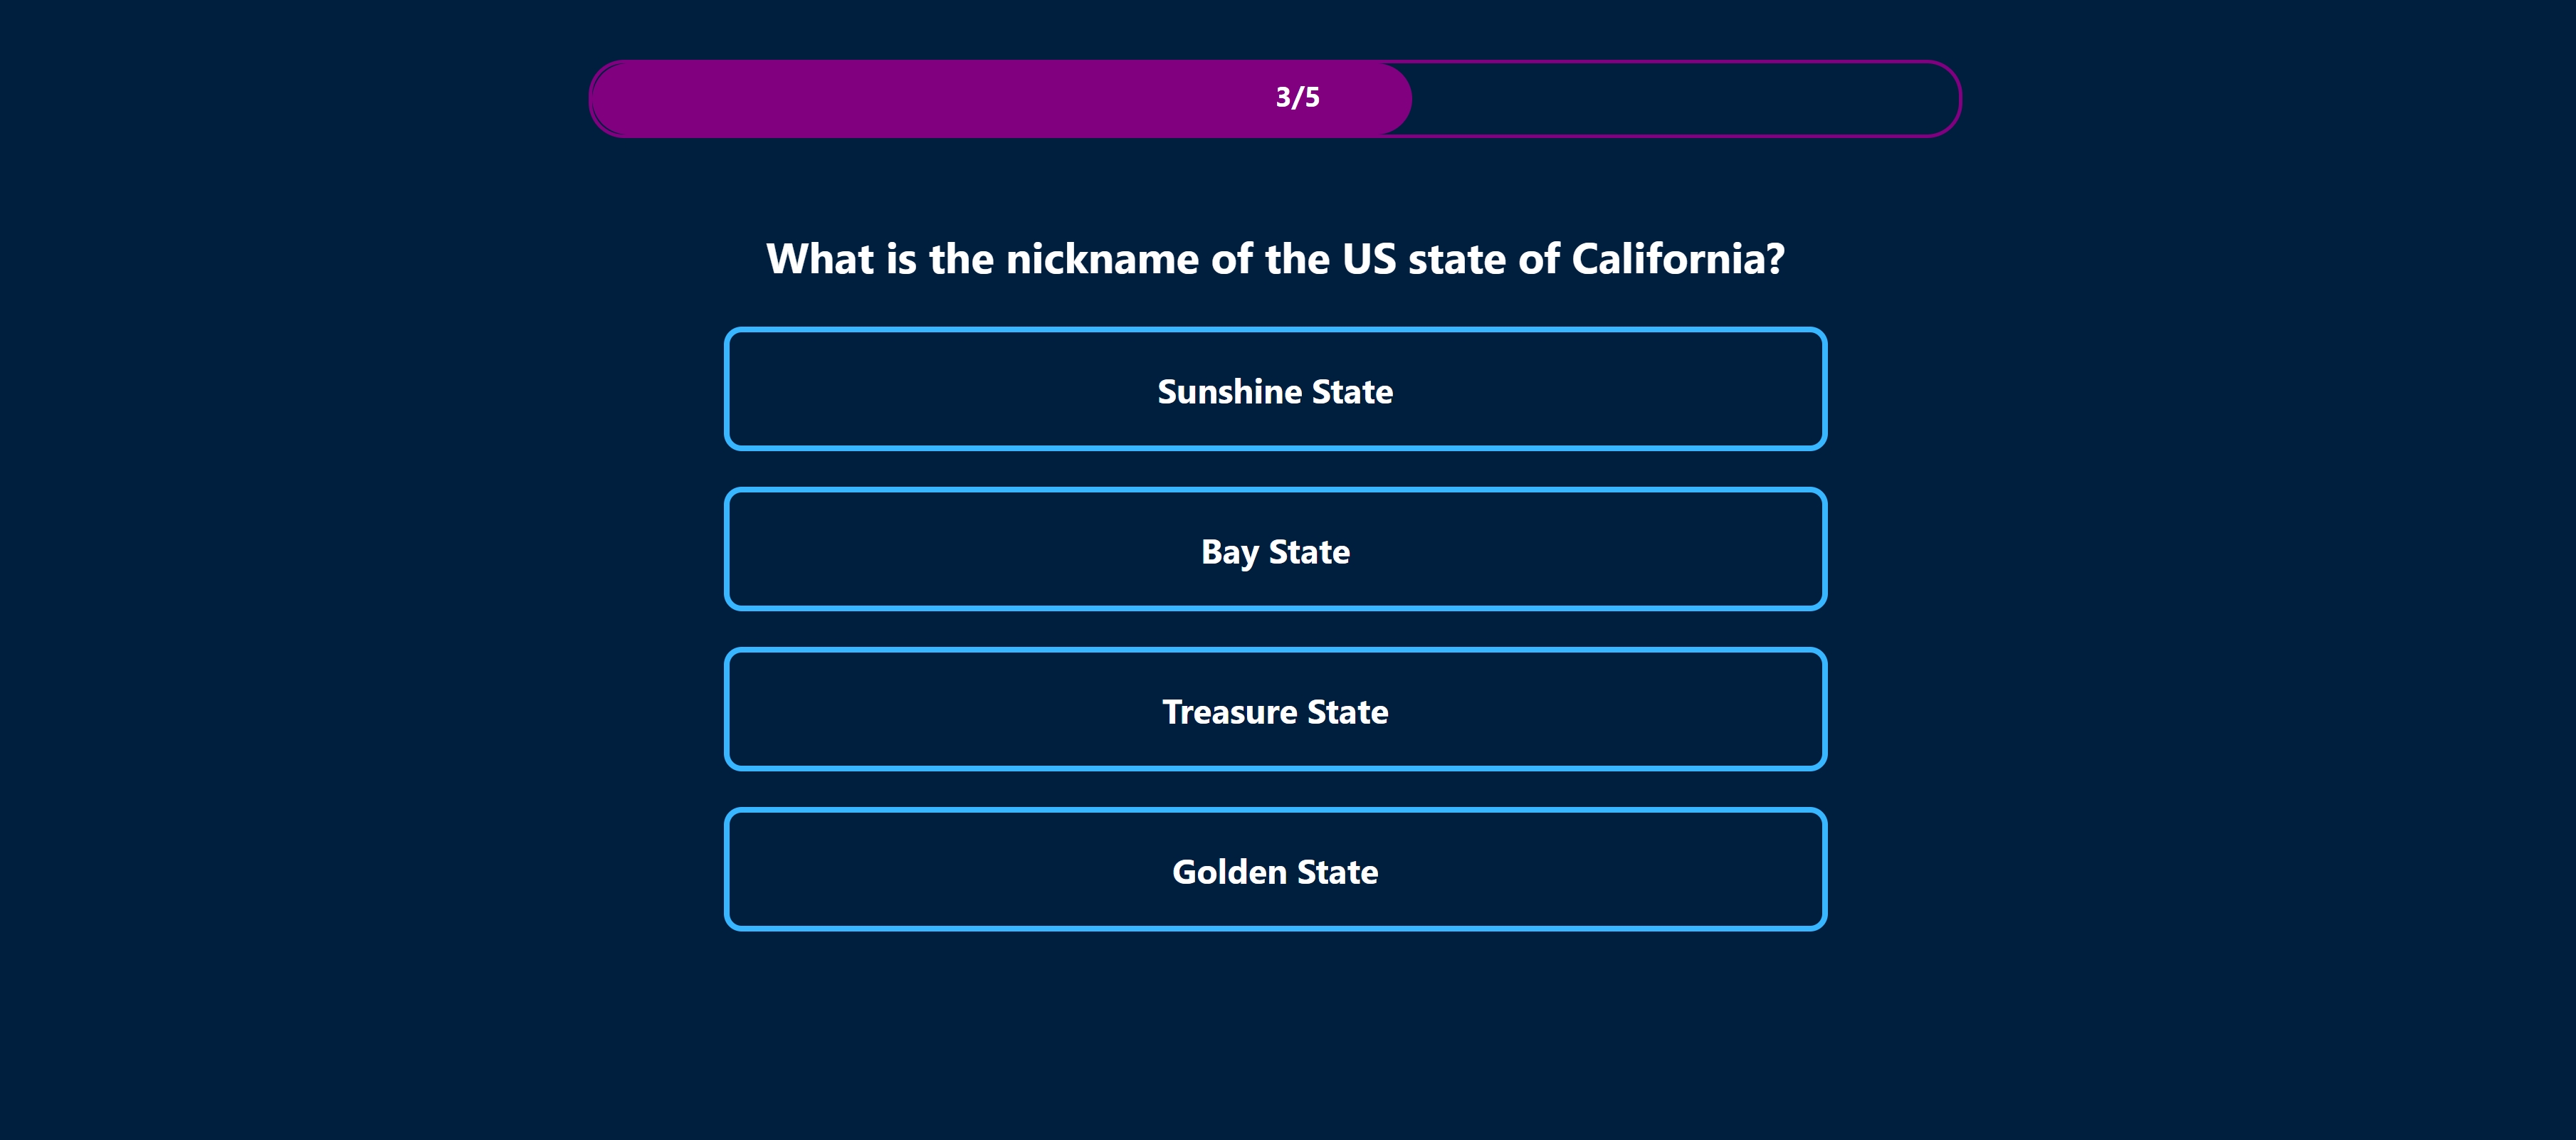 3/5
What is the nickname of the US state of California?
Sunshine State
Bay State
Treasure State
Golden State